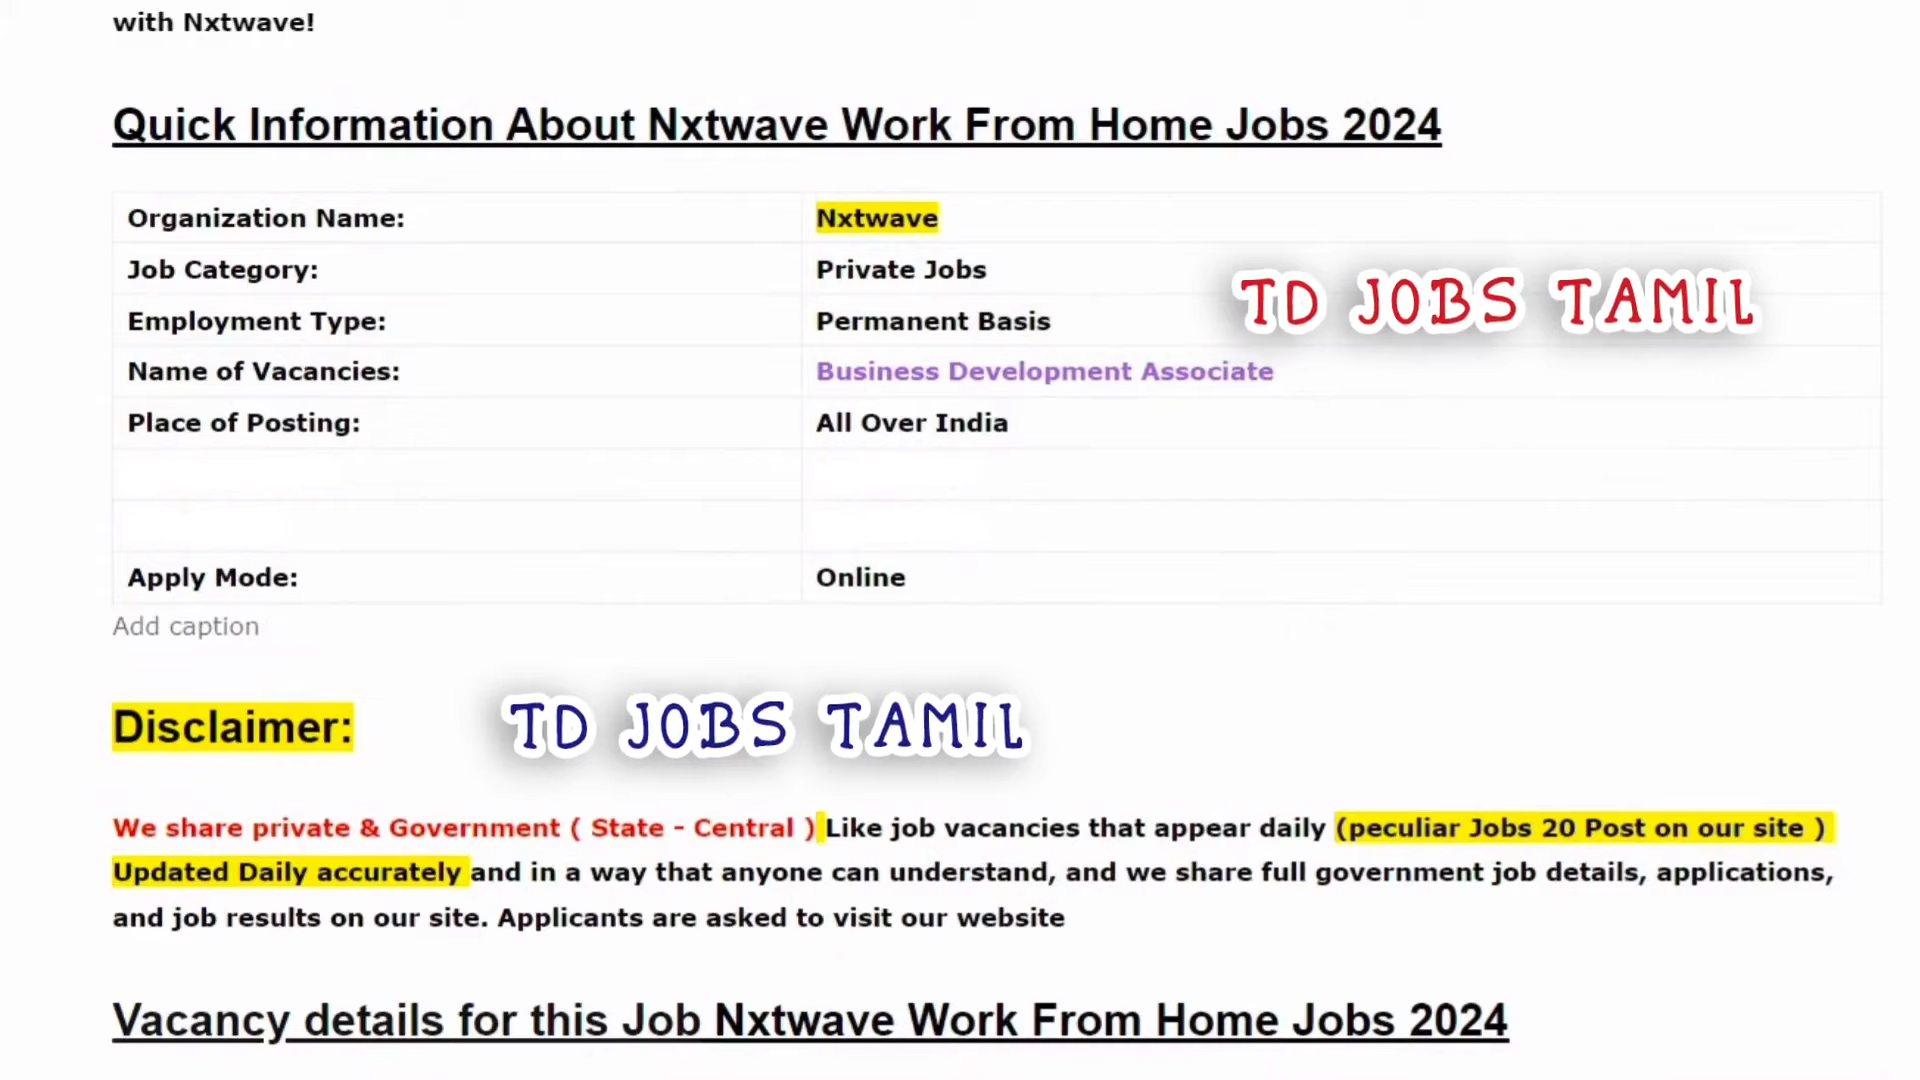 with Nxtwave!
Quick Information About Nxtwave Work From Home Jobs 2024
Organization Name: Nxtwave
Job Category: Private Jobs
TD JOBS TAMIL
Employment Type: Permanent Basis
Name of Vacancies: Business Development Associate
Place of Posting: All Over India
Apply Mode: Online
Add caption
Disclaimer:
TD JOBS TAMIL
We share private & Government ( State - Central ) Like job vacancies that appear daily (peculiar Jobs 20 Post on our site )
Updated Daily accurately and in a way that anyone can understand, and we share full government job details, applications,
and job results on our site. Applicants are asked to visit our website
Vacancy details for this Job Nxtwave Work From Home Jobs 2024